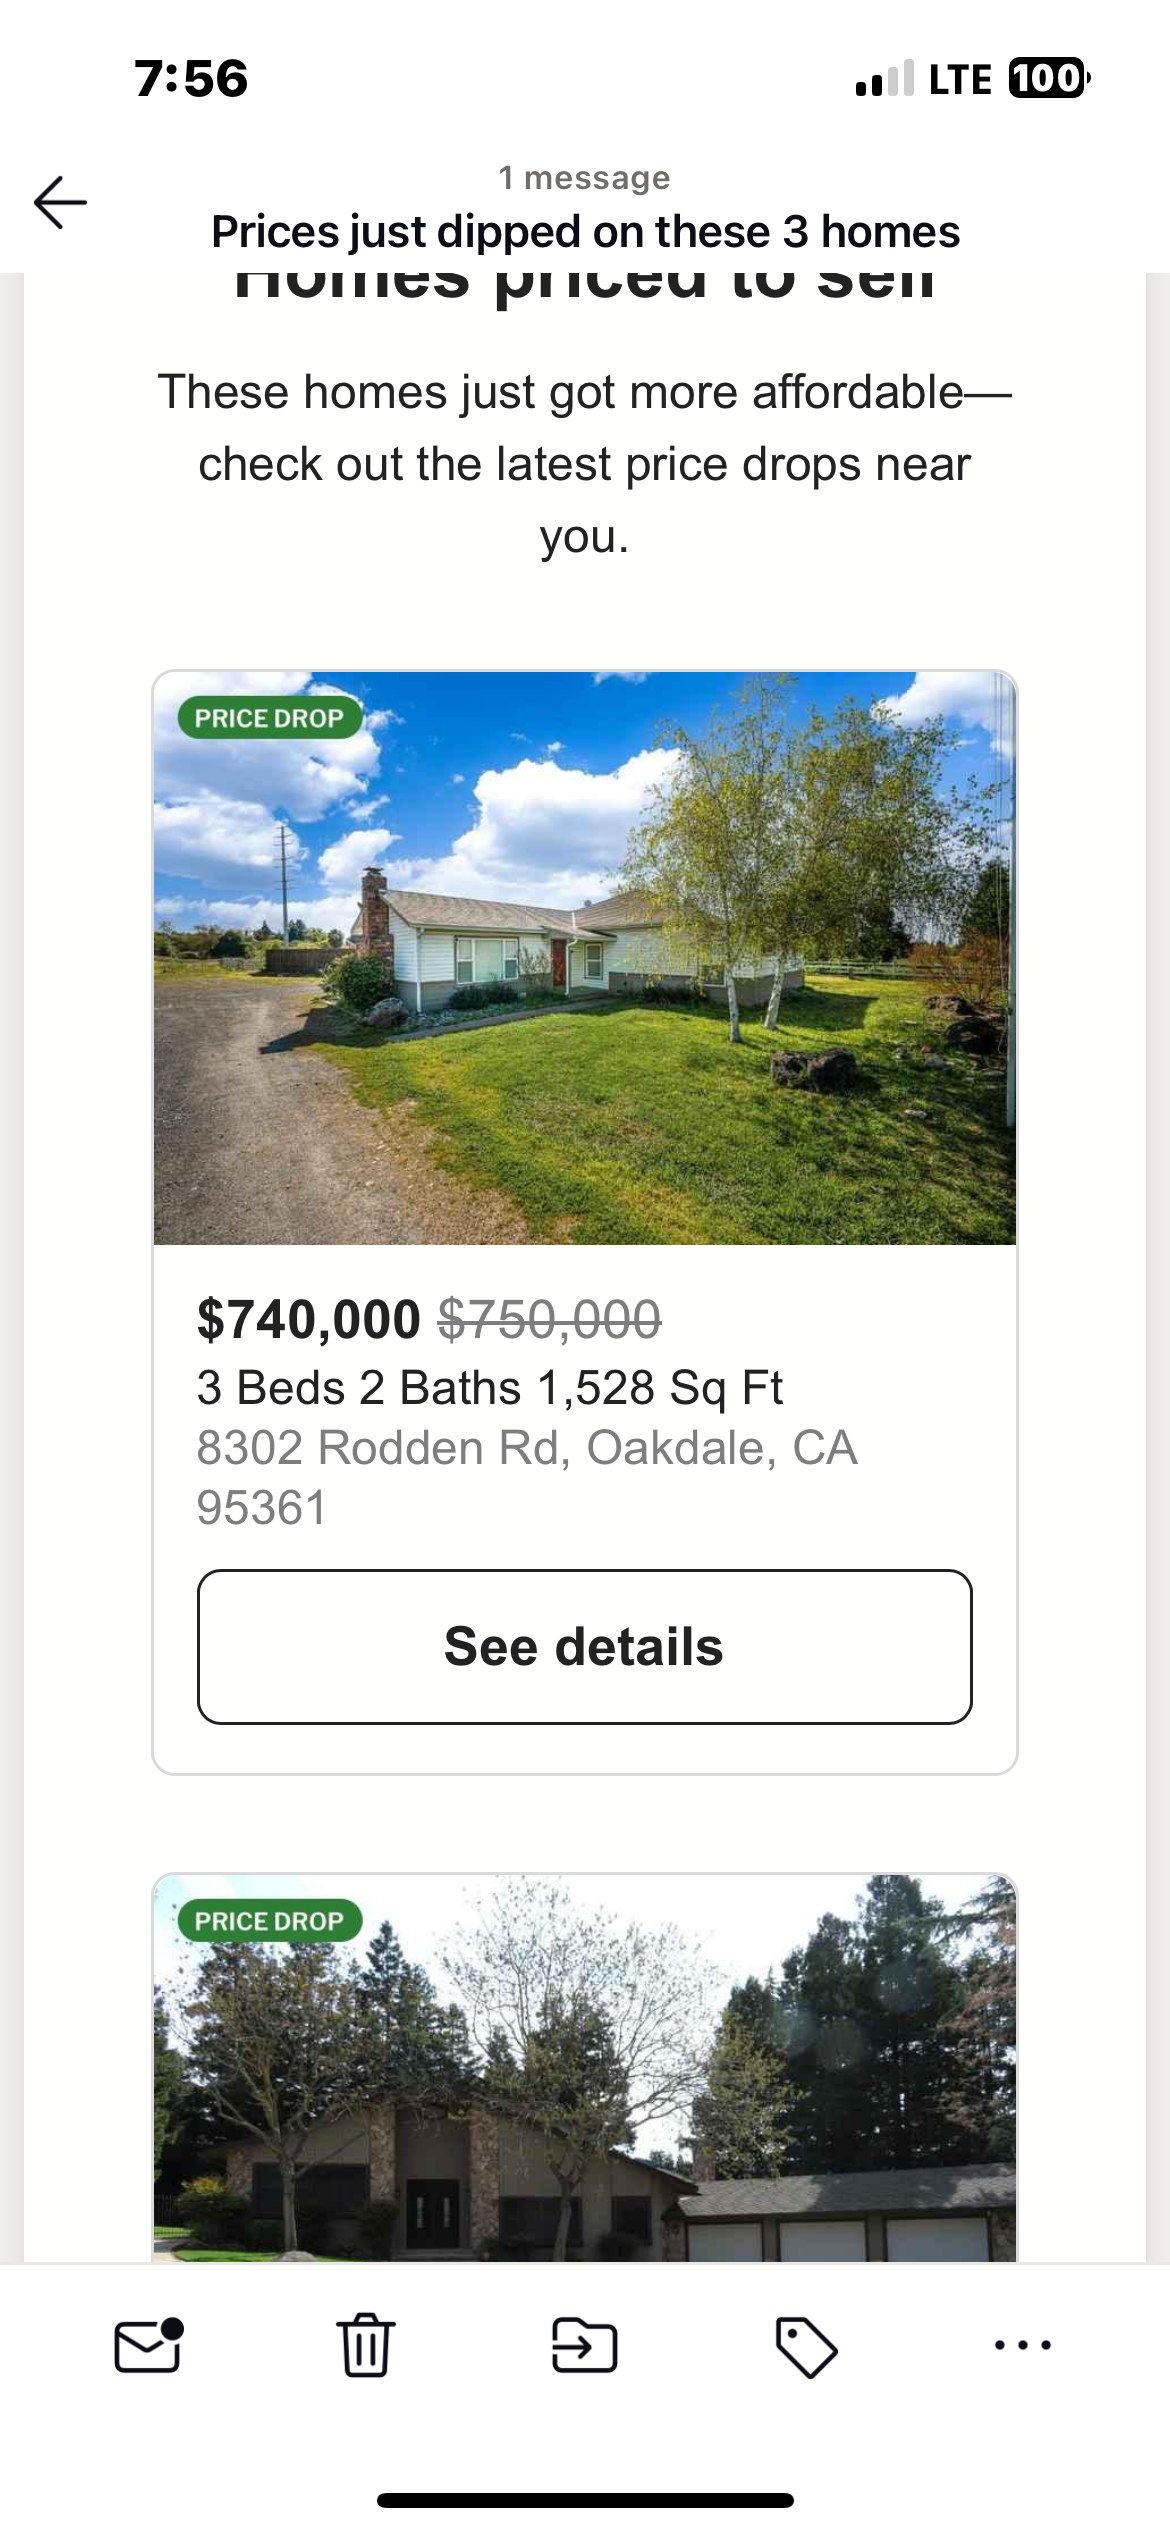 7:56
LTE 100
1 message
Prices just dipped on these 3 homes
Homes priced to sell
These homes just got more affordable—
check out the latest price drops near
you.
PRICE DROP
$740,000 $750,000
3 Beds 2 Baths 1,528 Sq Ft
8302 Rodden Rd, Oakdale, CA
95361
See details
PRICE DROP